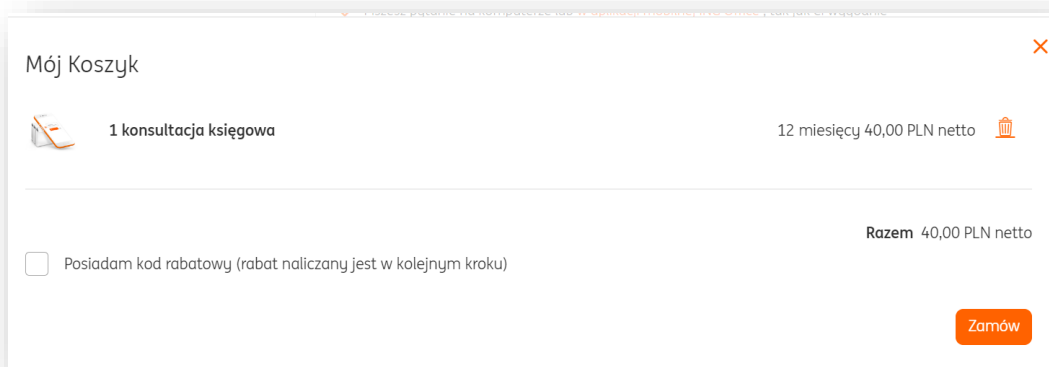 Mój Koszyk
1 konsultacja księgowa
12 miesięcy 40,00 PLN netto
Razem 40,00 PLN netto
Posiadam kod rabatowy (rabat naliczany jest w kolejnym kroku)
Zamów